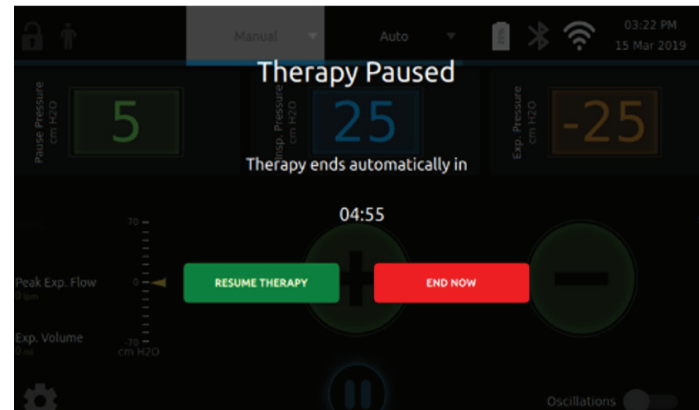 Manual
Auto
03:22 PM
15 Mar 2019
Therapy Paused
Pause Pressure
cm H2O
5
Insp. Pressure
cm H2O
25
Exp. Pressure
cm H2O
-25
Therapy ends automatically in
04:55
70
RESUME THERAPY
END NOW
Peak Exp. Flow
0 lpm
0
Exp. Volume
0 ml
-70
cm H2O
Oscillations